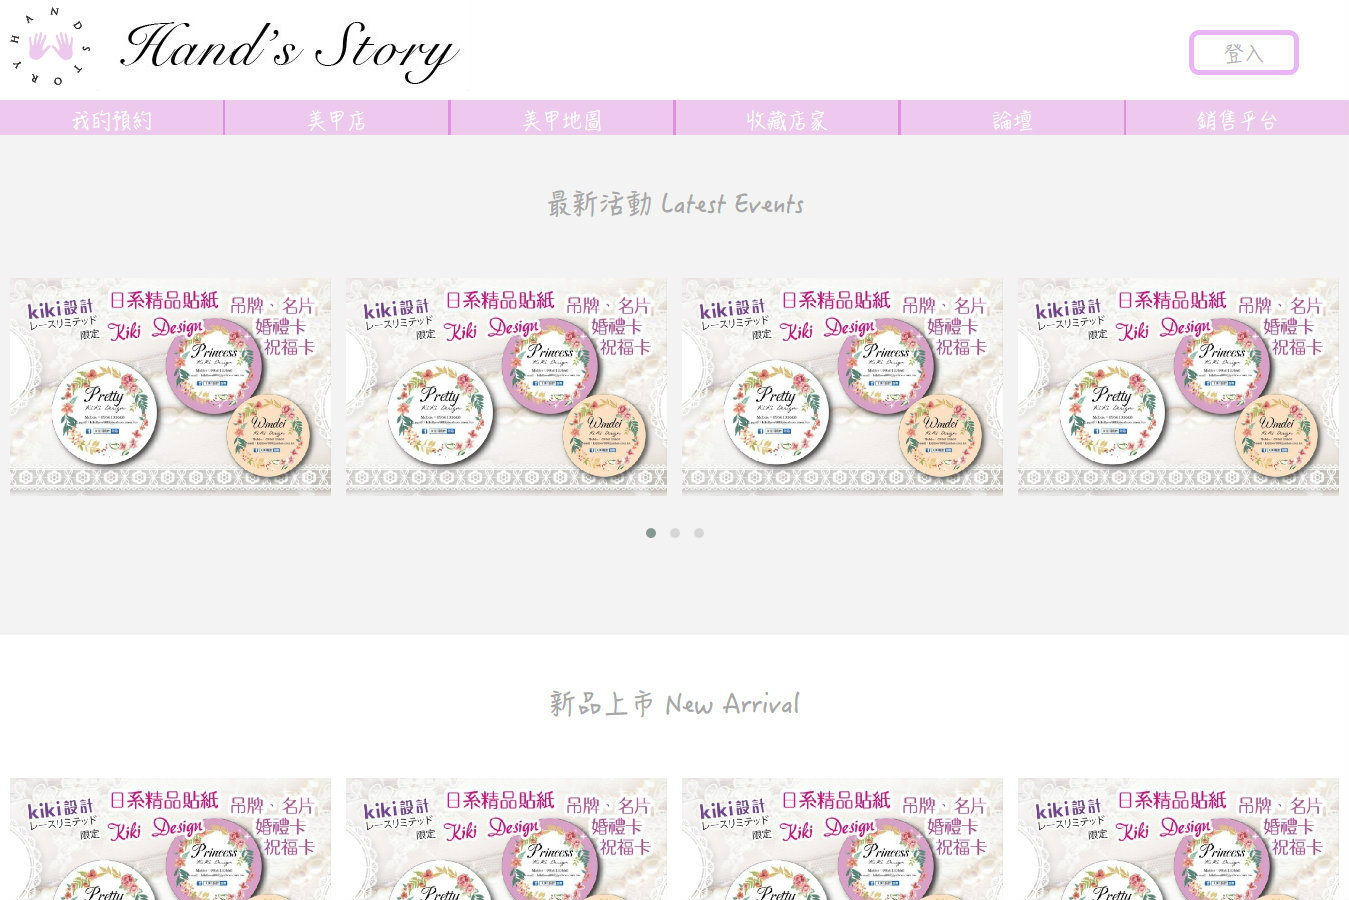 HAND STORY
Hand's Story
登入
我的預約 美甲店 美甲地圖 收藏店家 論壇 銷售平台
最新活動 Latest Events
kiki設計 日系精品貼紙 吊牌、名片
レースリミテッド 限定 Kiki Design 婚禮卡
祝福卡
Princess
Pretty
Kiki Design
kiki設計 日系精品貼紙 吊牌、名片
レースリミテッド 限定 Kiki Design 婚禮卡
祝福卡
Princess
Pretty
Kiki Design
kiki設計 日系精品貼紙 吊牌、名片
レースリミテッド 限定 Kiki Design 婚禮卡
祝福卡
Princess
Pretty
Kiki Design
kiki設計 日系精品貼紙 吊牌、名片
レースリミテッド 限定 Kiki Design 婚禮卡
祝福卡
Princess
Pretty
Kiki Design
新品上市 New Arrival
kiki設計 日系精品貼紙 吊牌、名片
レースリミテッド 限定 Kiki Design 婚禮卡
祝福卡
Princess
Pretty
kiki設計 日系精品貼紙 吊牌、名片
レースリミテッド 限定 Kiki Design 婚禮卡
祝福卡
Princess
Pretty
kiki設計 日系精品貼紙 吊牌、名片
レースリミテッド 限定 Kiki Design 婚禮卡
祝福卡
Princess
Pretty
kiki設計 日系精品貼紙 吊牌、名片
レースリミテッド 限定 Kiki Design 婚禮卡
祝福卡
Princess
Pretty